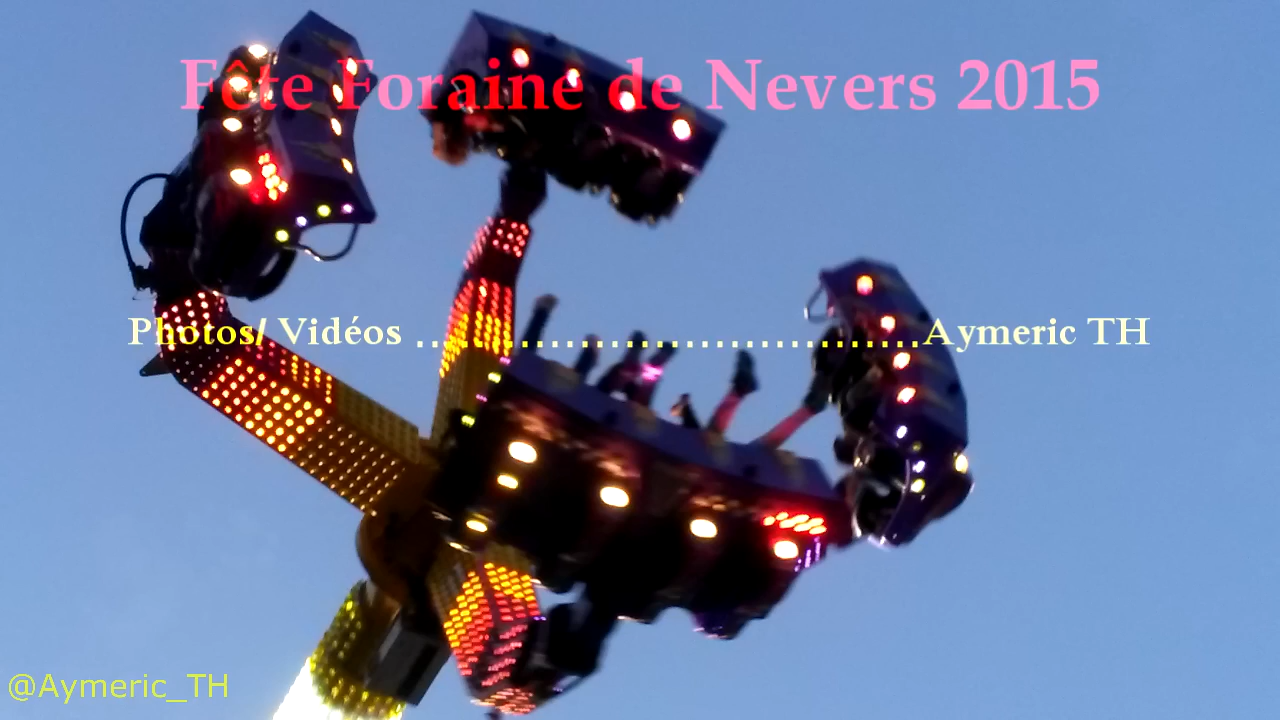 Fête Foraine de Nevers 2015
Photos/ Vidéos ..................................Aymeric TH
@Aymeric_TH